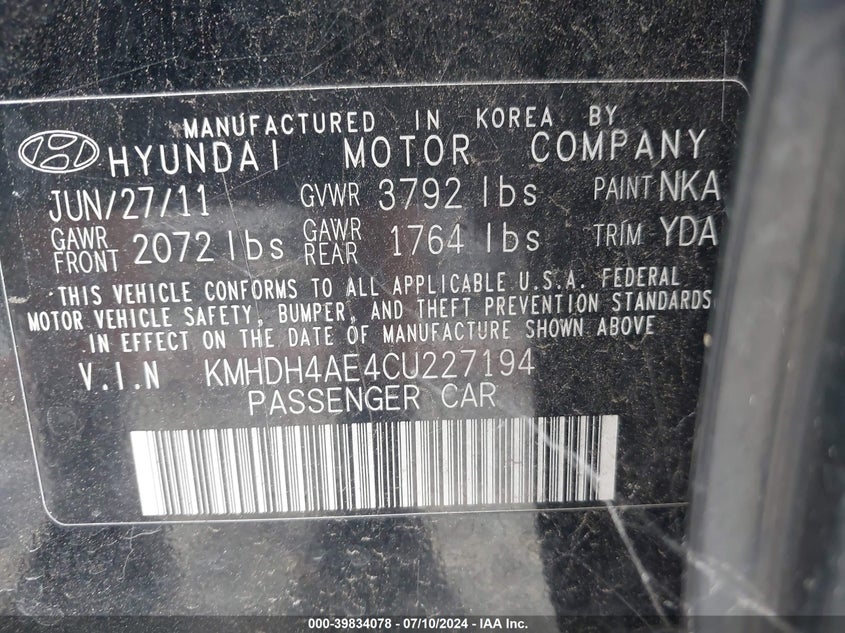 MANUFACTURED IN KOREA BY
HYUNDAI MOTOR COMPANY
JUN/27/11 GVWR 3792 lbs PAINT NKA
GAWR FRONT 2072 lbs GAWR REAR 1764 lbs TRIM YDA
THIS VEHICLE CONFORMS TO ALL APPLICABLE U.S.A. FEDERAL
MOTOR VEHICLE SAFETY, BUMPER, AND THEFT PREVENTION STANDARDS
IN EFFECT ON THE DATE OF MANUFACTURE SHOWN ABOVE
V.I.N KMHDH4AE4CU227194
PASSENGER CAR
000-39834078 - 07/10/2024 - IAA Inc.